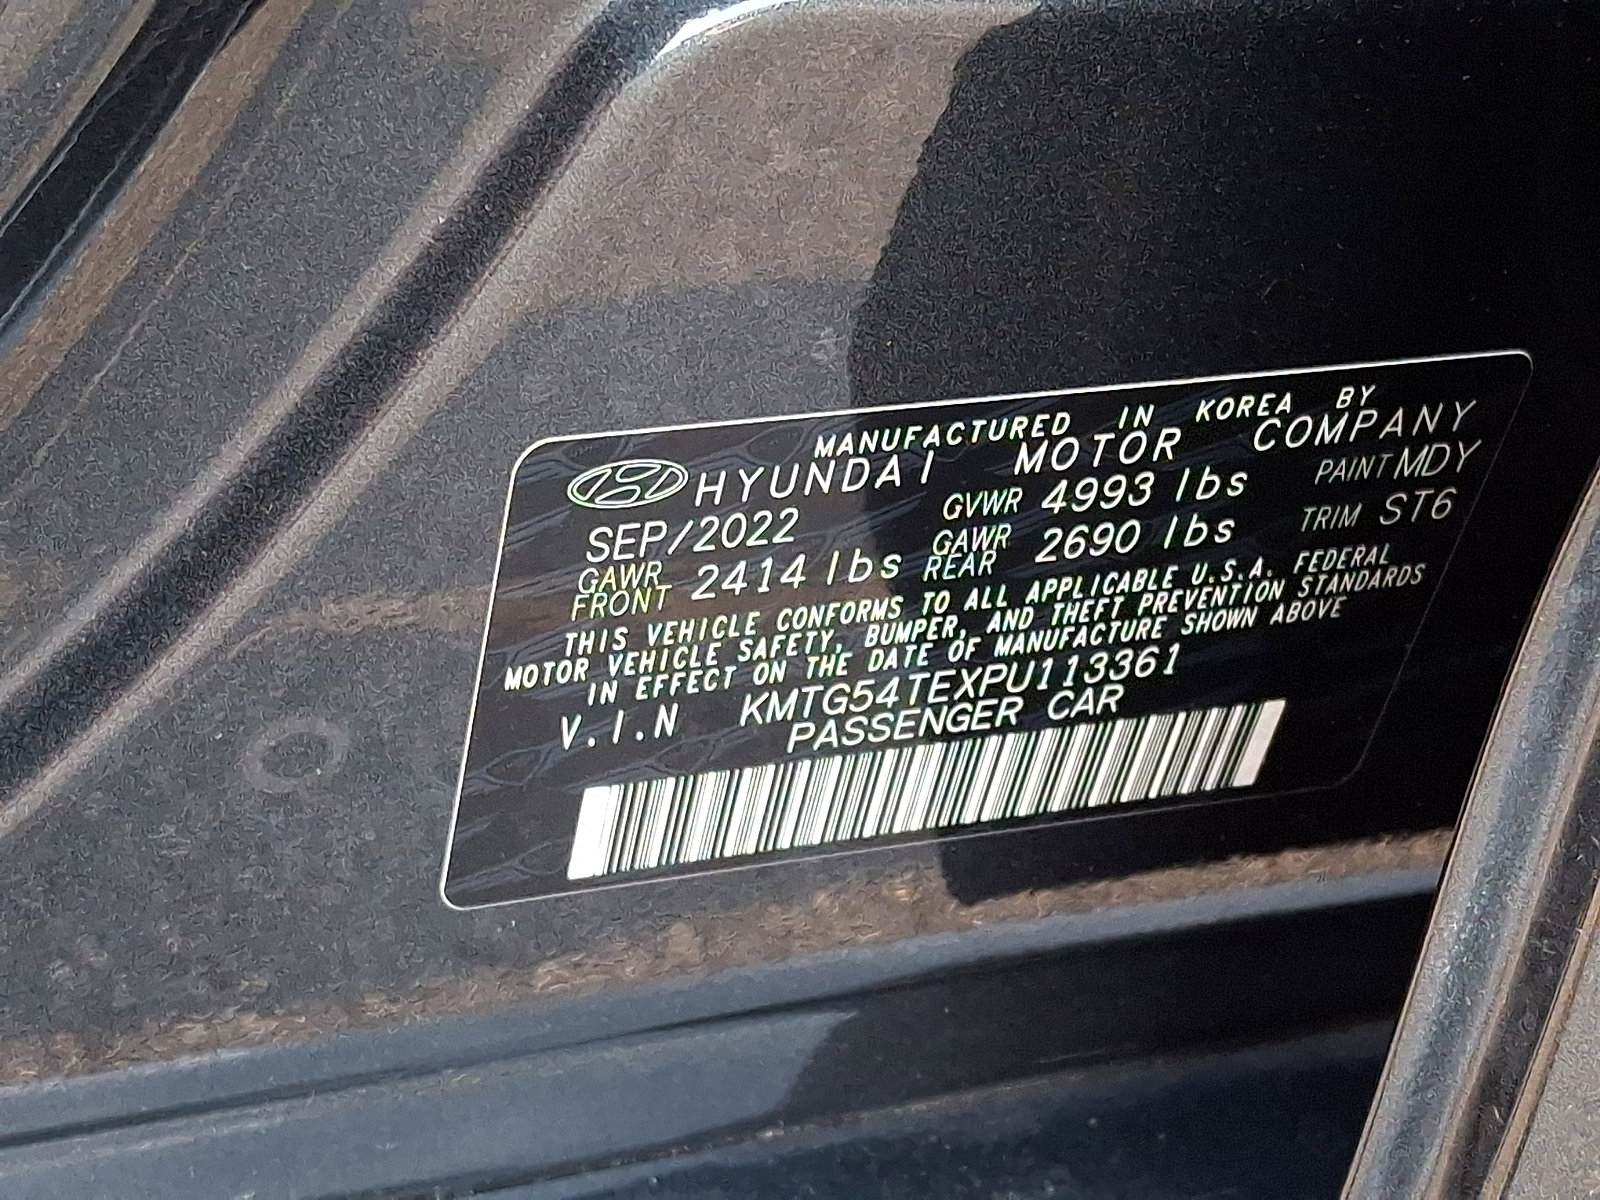 MANUFACTURED IN KOREA BY
HYUNDAI MOTOR COMPANY
SEP/2022 GVWR 4993 lbs PAINT MDY
GAWR FRONT 2414 lbs GAWR REAR 2690 lbs TRIM ST6
THIS VEHICLE CONFORMS TO ALL APPLICABLE U.S.A. FEDERAL
MOTOR VEHICLE SAFETY, BUMPER, AND THEFT PREVENTION STANDARDS
IN EFFECT ON THE DATE OF MANUFACTURE SHOWN ABOVE
V.I.N KMTG54TEXPU113361
PASSENGER CAR